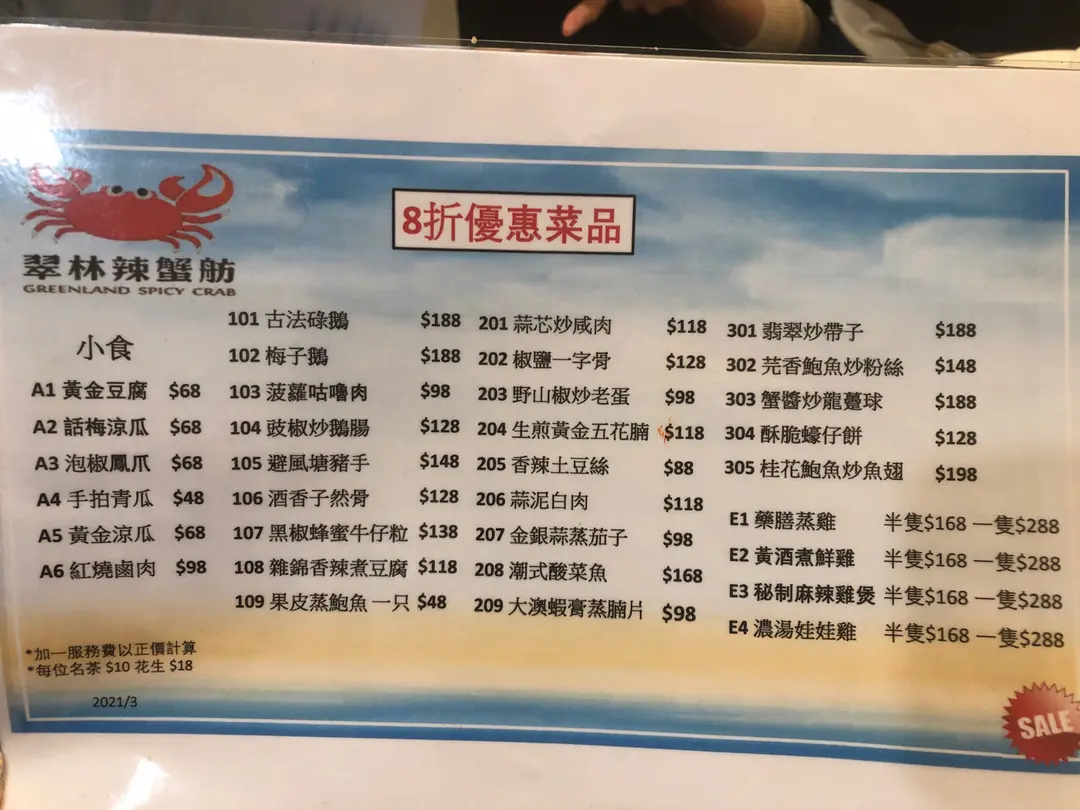 8折優惠菜品
翠林辣蟹舫
GREENLAND SPICY CRAB
小食
A1 黃金豆腐 $68
A2 話梅涼瓜 $68
A3 泡椒鳳爪 $68
A4 手拍青瓜 $48
A5 黃金涼瓜 $68
A6 紅燒鹵肉 $98
101 古法碌鵝 $188
102 梅子鵝 $188
103 菠蘿咕嚕肉 $98
104 豉椒炒鵝腸 $128
105 避風塘豬手 $148
106 酒香孑然骨 $128
107 黑椒蜂蜜牛仔粒 $138
108 雜錦香辣煮豆腐 $118
109 果皮蒸鮑魚 一只 $48
201 蒜芯炒咸肉 $118
202 椒鹽一字骨 $128
203 野山椒炒老蛋 $98
204 生煎黃金五花腩 $118
205 香辣土豆絲 $88
206 蒜泥白肉 $118
207 金銀蒜蒸茄子 $98
208 潮式酸菜魚 $168
209 大澳蝦膏蒸腩片 $98
301 翡翠炒帶子 $188
302 芫香鮑魚炒粉絲 $148
303 蟹醬炒龍躉球 $188
304 酥脆蠔仔餅 $128
305 桂花鮑魚炒魚翅 $198
E1 藥膳蒸雞 半隻$168 一隻$288
E2 黃酒煮鮮雞 半隻$168 一隻$288
E3 秘制麻辣雞煲 半隻$168 一隻$288
E4 濃湯娃娃雞 半隻$168 一隻$288
*加一服務費以正價計算
*每位名茶 $10 花生 $18
2021/3
SALE